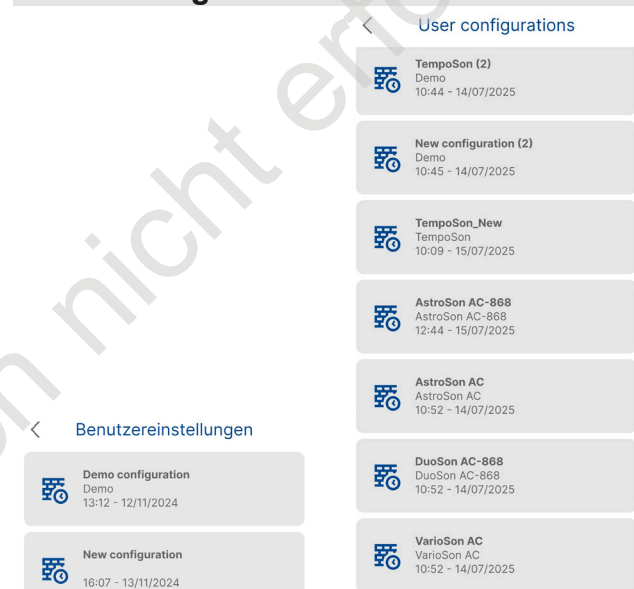 User configurations
TempoSon (2)
Demo
10:44 - 14/07/2025
New configuration (2)
Demo
10:45 - 14/07/2025
TempoSon_New
TempoSon
10:09 - 15/07/2025
AstroSon AC-868
AstroSon AC-868
12:44 - 15/07/2025
AstroSon AC
AstroSon AC
10:52 - 14/07/2025
DuoSon AC-868
DuoSon AC-868
10:52 - 14/07/2025
VarioSon AC
VarioSon AC
10:52 - 14/07/2025
Benutzereinstellungen
Demo configuration
Demo
13:12 - 12/11/2024
New configuration
16:07 - 13/11/2024
nicht